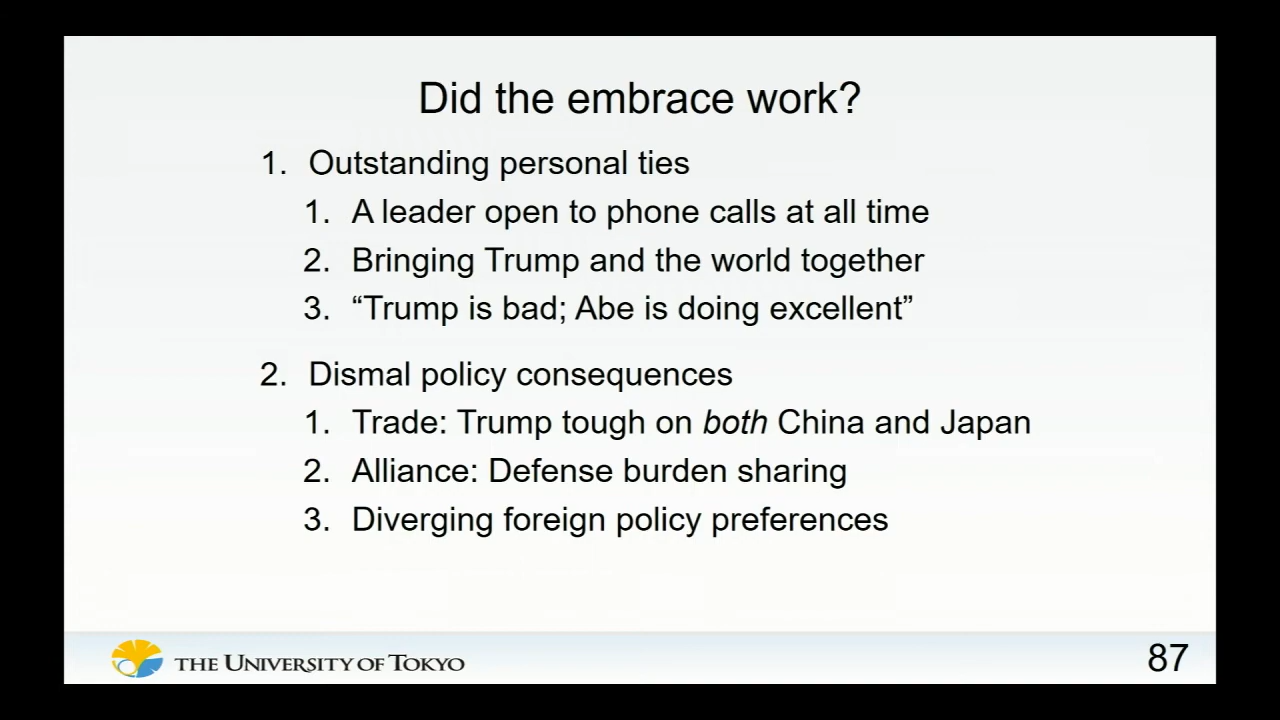 Did the embrace work?
1. Outstanding personal ties
1. A leader open to phone calls at all time
2. Bringing Trump and the world together
3. “Trump is bad; Abe is doing excellent”
2. Dismal policy consequences
1. Trade: Trump tough on both China and Japan
2. Alliance: Defense burden sharing
3. Diverging foreign policy preferences
THE UNIVERSITY OF TOKYO
87